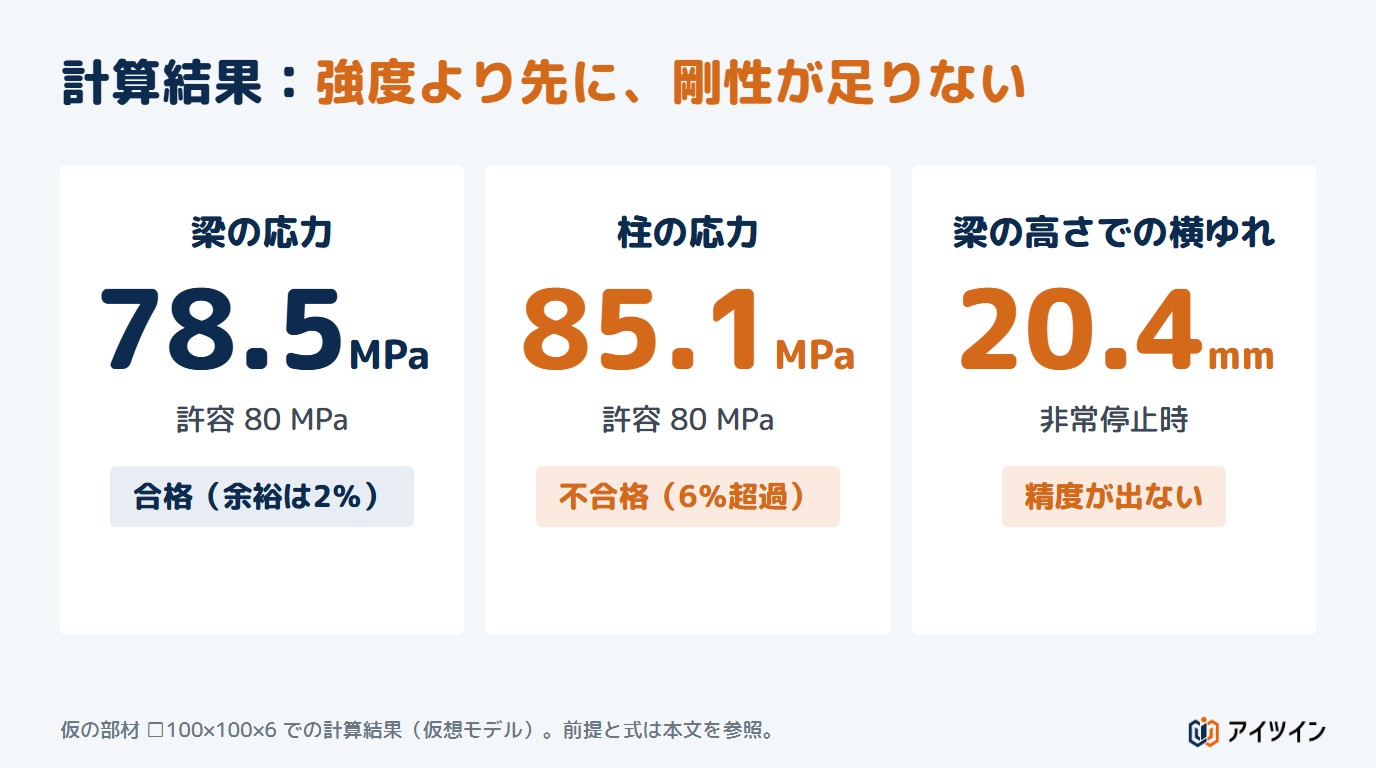 計算結果：強度より先に、剛性が足りない
梁の応力
78.5MPa
許容 80 MPa
合格（余裕は2%）
柱の応力
85.1MPa
許容 80 MPa
不合格（6%超過）
梁の高さでの横ゆれ
20.4mm
非常停止時
精度が出ない
仮の部材 □100×100×6 での計算結果（仮想モデル）。前提と式は本文を参照。
アイツイン